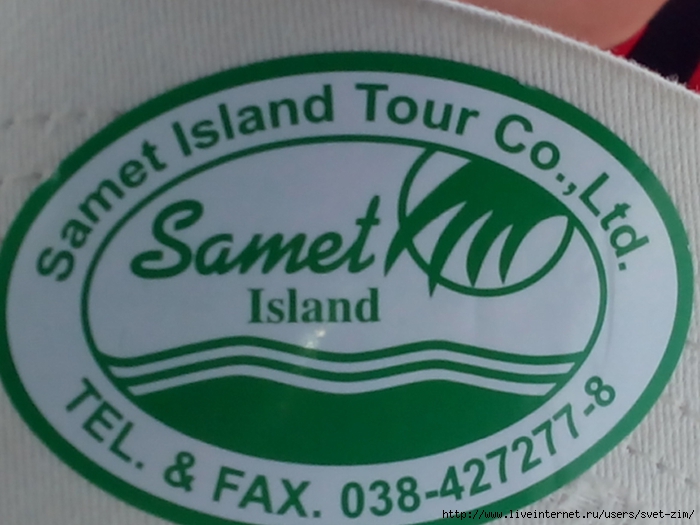 Samet Island Tour Co.,Ltd.
Samet
Island
TEL. & FAX. 038-427277-8
http://www.liveinternet.ru/users/svet-zim/